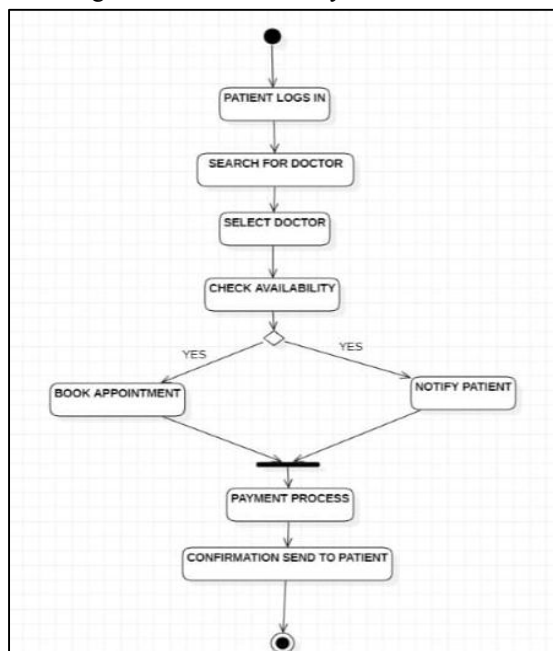 PATIENT LOGS IN
SEARCH FOR DOCTOR
SELECT DOCTOR
CHECK AVAILABILITY
YES
YES
BOOK APPOINTMENT
NOTIFY PATIENT
PAYMENT PROCESS
CONFIRMATION SEND TO PATIENT